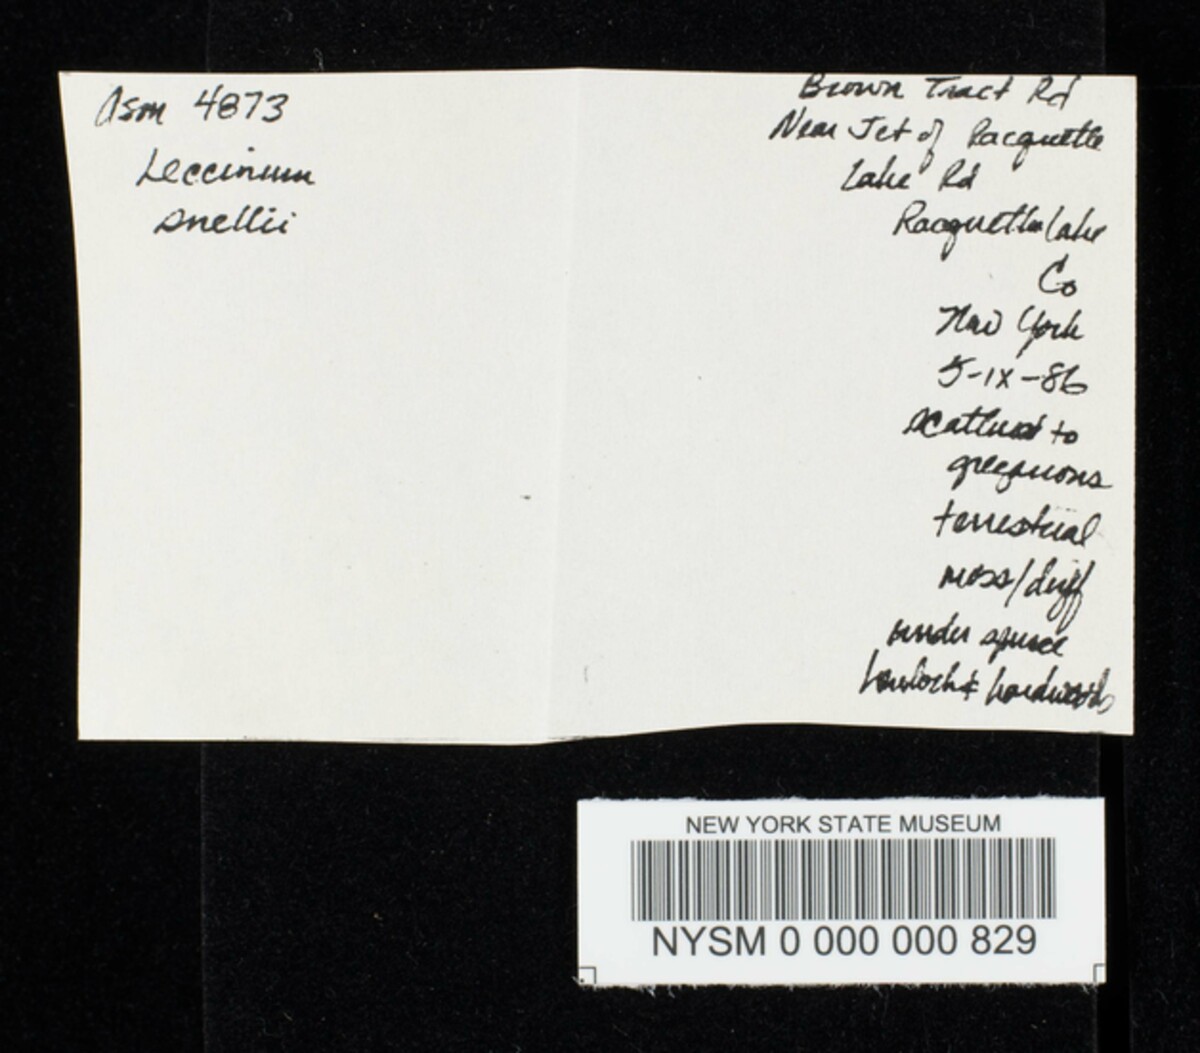 Asm 4873
Leccinum
snellii
Brown Tract Rd
Near Jct of Racquette
Lake Rd
Racquette Lake
Co
New York
5-IX-86
scattered to
gregarious
terrestrial
moss/duff
under spruce
hemlock & hardwoods
NEW YORK STATE MUSEUM
NYSM 0 000 000 829